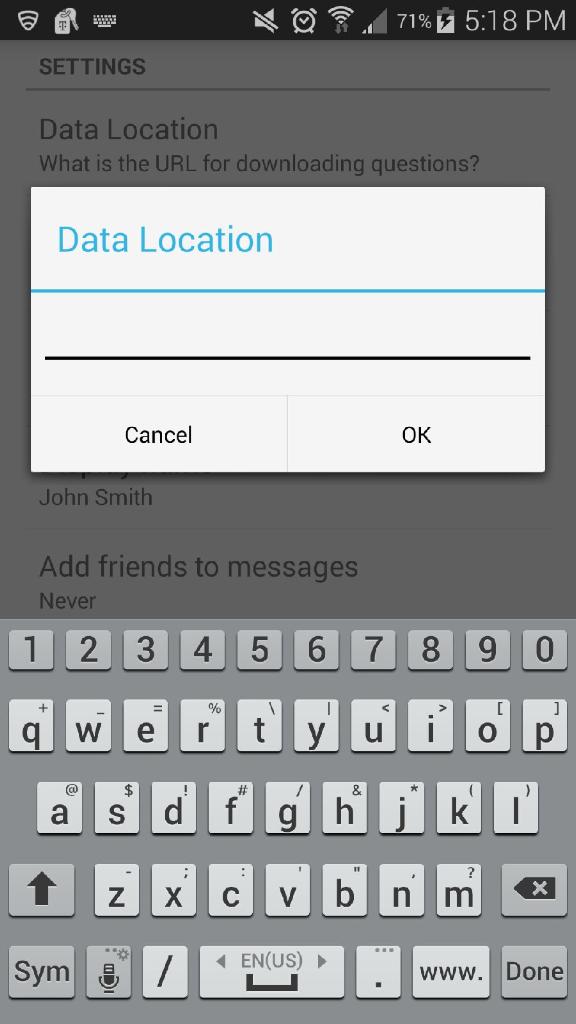 71% 5:18 PM
SETTINGS
Data Location
What is the URL for downloading questions?
Data Location
Cancel OK
John Smith
Add friends to messages
Never
1 2 3 4 5 6 7 8 9 0
+ _ = % \ | < > [ ]
q w e r t y u i o p
@ $ ! # / & * ( )
a s d f g h j k l
- ; : ' " , ?
z x c v b n m
Sym / EN(US) . www. Done